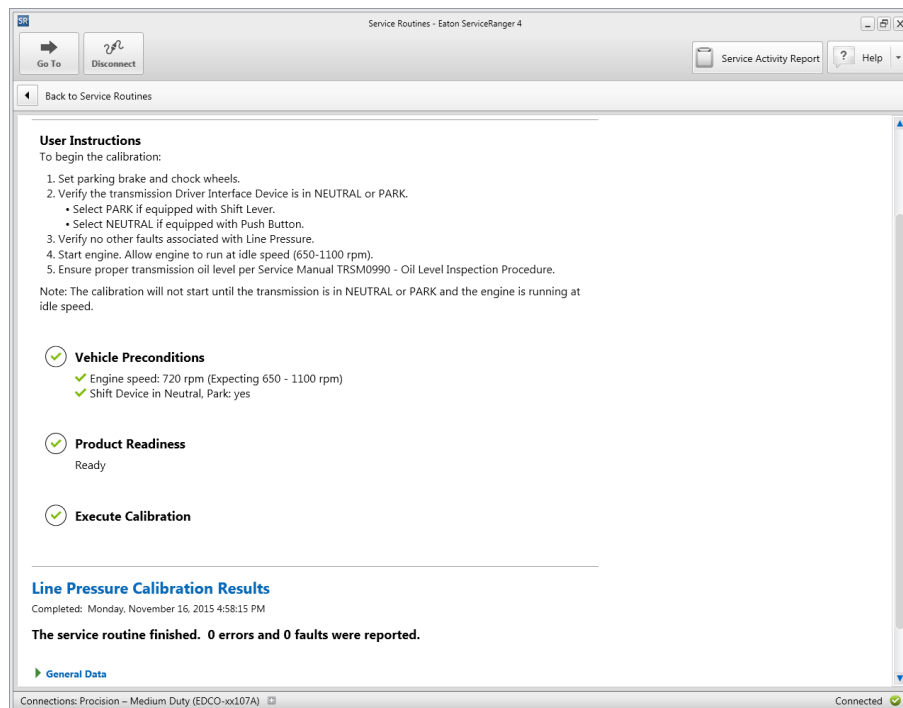 SR
Service Routines - Eaton ServiceRanger 4
Go To
Disconnect
Service Activity Report
? Help
Back to Service Routines
User Instructions
To begin the calibration:
1. Set parking brake and chock wheels.
2. Verify the transmission Driver Interface Device is in NEUTRAL or PARK.
• Select PARK if equipped with Shift Lever.
• Select NEUTRAL if equipped with Push Button.
3. Verify no other faults associated with Line Pressure.
4. Start engine. Allow engine to run at idle speed (650-1100 rpm).
5. Ensure proper transmission oil level per Service Manual TRSM0990 - Oil Level Inspection Procedure.
Note: The calibration will not start until the transmission is in NEUTRAL or PARK and the engine is running at
idle speed.
Vehicle Preconditions
Engine speed: 720 rpm (Expecting 650 - 1100 rpm)
Shift Device in Neutral, Park: yes
Product Readiness
Ready
Execute Calibration
Line Pressure Calibration Results
Completed: Monday, November 16, 2015 4:58:15 PM
The service routine finished. 0 errors and 0 faults were reported.
General Data
Connections: Procision – Medium Duty (EDCO-xx107A)
Connected